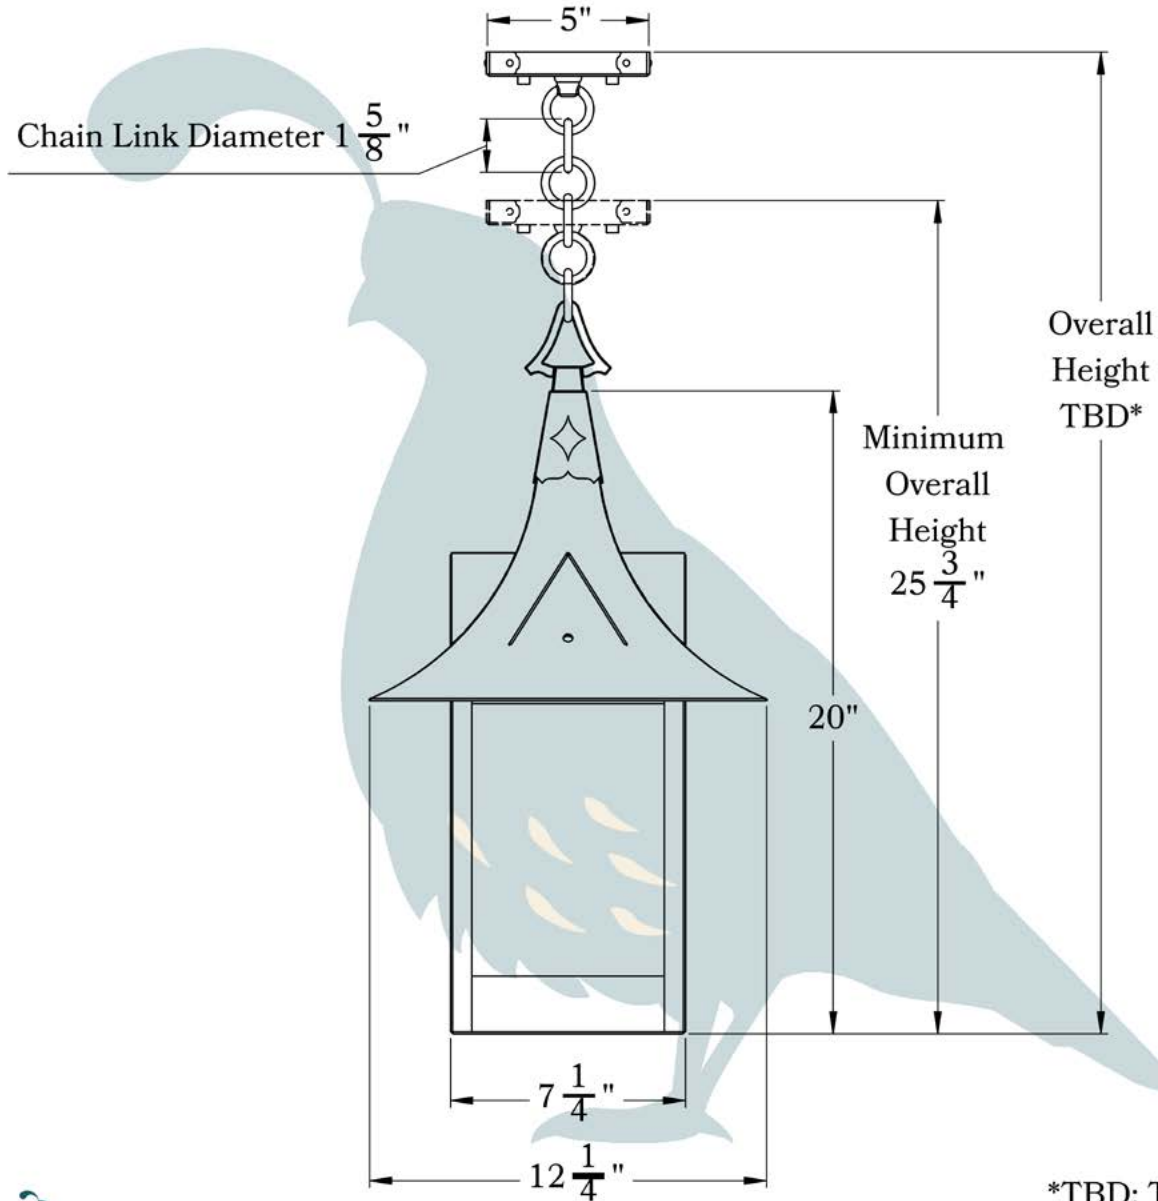 5"
Chain Link Diameter 1 5/8 "
Overall
Height
TBD*
Minimum
Overall
Height
25 3/4 "
20"
7 1/4 "
12 1/4 "
*TBD: T